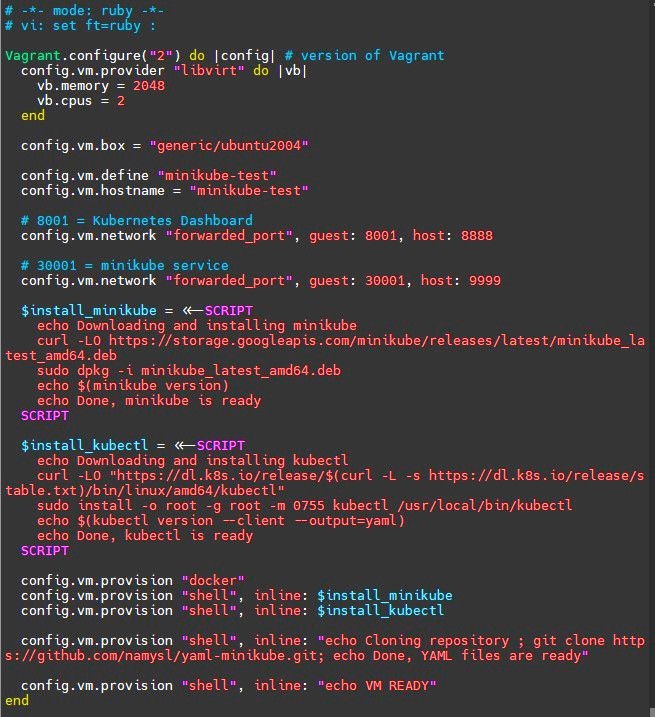 # -*- mode: ruby -*-
# vi: set ft=ruby :
Vagrant.configure("2") do |config| # version of Vagrant
config.vm.provider "libvirt" do |vb|
vb.memory = 2048
vb.cpus = 2
end
config.vm.box = "generic/ubuntu2004"
config.vm.define "minikube-test"
config.vm.hostname = "minikube-test"
# 8001 = Kubernetes Dashboard
config.vm.network "forwarded_port", guest: 8001, host: 8888
# 30001 = minikube service
config.vm.network "forwarded_port", guest: 30001, host: 9999
$install_minikube = <<-SCRIPT
echo Downloading and installing minikube
curl -LO https://storage.googleapis.com/minikube/releases/latest/minikube_la
test_amd64.deb
sudo dpkg -i minikube_latest_amd64.deb
echo $(minikube version)
echo Done, minikube is ready
SCRIPT
$install_kubectl = <<-SCRIPT
echo Downloading and installing kubectl
curl -LO "https://dl.k8s.io/release/$(curl -L -s https://dl.k8s.io/release/s
table.txt)/bin/linux/amd64/kubectl"
sudo install -o root -g root -m 0755 kubectl /usr/local/bin/kubectl
echo $(kubectl version --client --output=yaml)
echo Done, kubectl is ready
SCRIPT
config.vm.provision "docker"
config.vm.provision "shell", inline: $install_minikube
config.vm.provision "shell", inline: $install_kubectl
config.vm.provision "shell", inline: "echo Cloning repository ; git clone http
s://github.com/namysl/yaml-minikube.git; echo Done, YAML files are ready"
config.vm.provision "shell", inline: "echo VM READY"
end